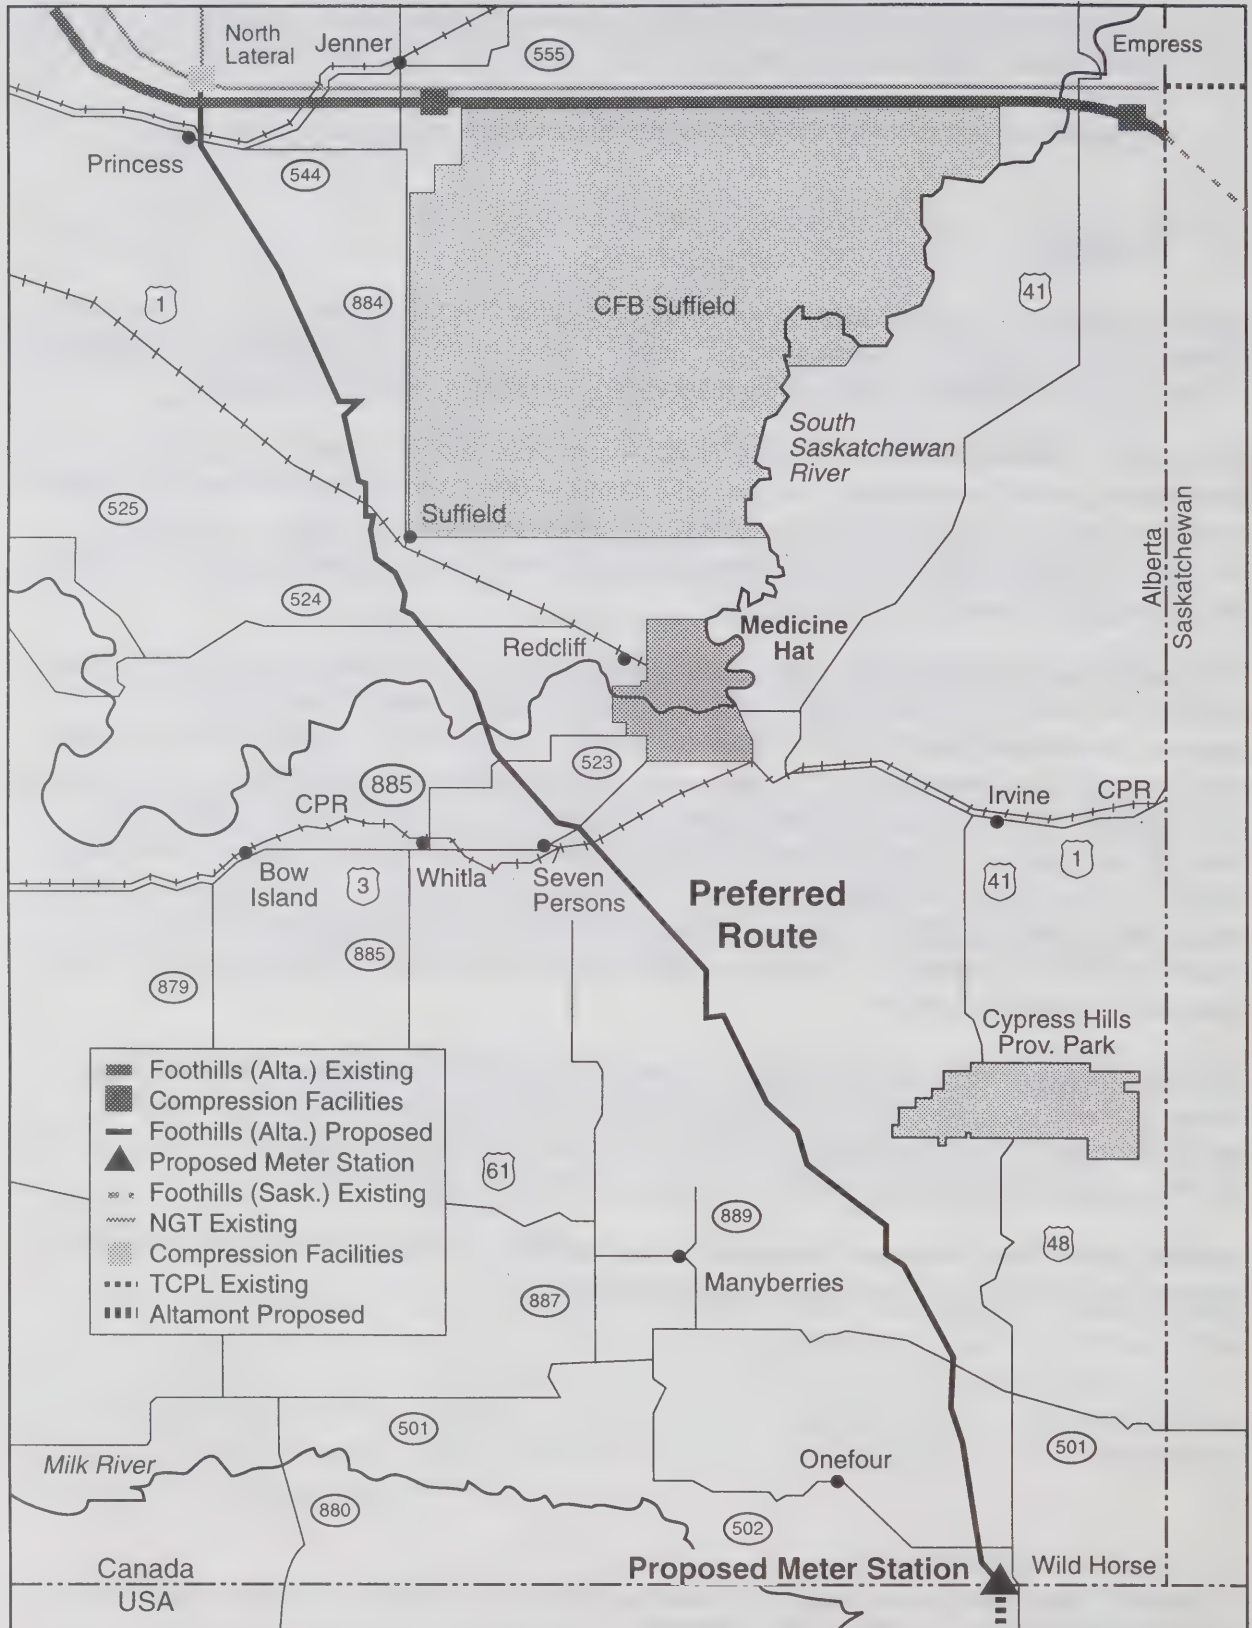 North
Lateral
Jenner
555
Empress
Princess
544
1
884
CFB Suffield
41
South
Saskatchewan
River
525
Suffield
Alberta
Saskatchewan
524
Redcliff
Medicine
Hat
523
885
CPR
Irvine
CPR
Bow
Island
3
Whitla
Seven
Persons
41
1
Preferred
Route
885
879
Cypress Hills
Prov. Park
Foothills (Alta.) Existing
Compression Facilities
Foothills (Alta.) Proposed
Proposed Meter Station
Foothills (Sask.) Existing
NGT Existing
Compression Facilities
TCPL Existing
Altamont Proposed
61
889
48
Manyberries
887
501
Milk River
Onefour
501
880
502
Canada
USA
Proposed Meter Station
Wild Horse